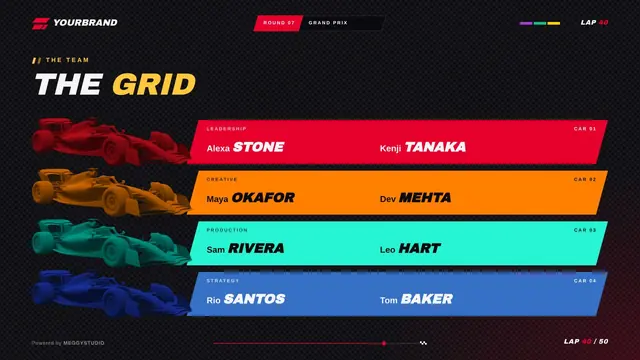 YOURBRAND
ROUND 07 GRAND PRIX
LAP 40
THE TEAM
THE GRID
LEADERSHIP CAR 01
Alexa STONE Kenji TANAKA
CREATIVE CAR 02
Maya OKAFOR Dev MEHTA
PRODUCTION CAR 03
Sam RIVERA Leo HART
STRATEGY CAR 04
Rio SANTOS Tom BAKER
Powered by MEGGYSTUDIO
LAP 40 / 50